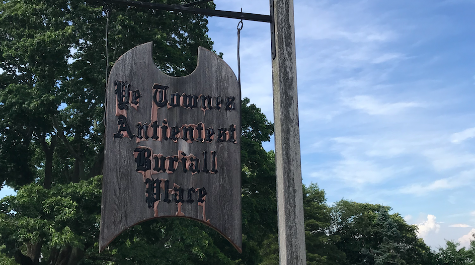 Ye Townes
Antientest
Buriall
Place